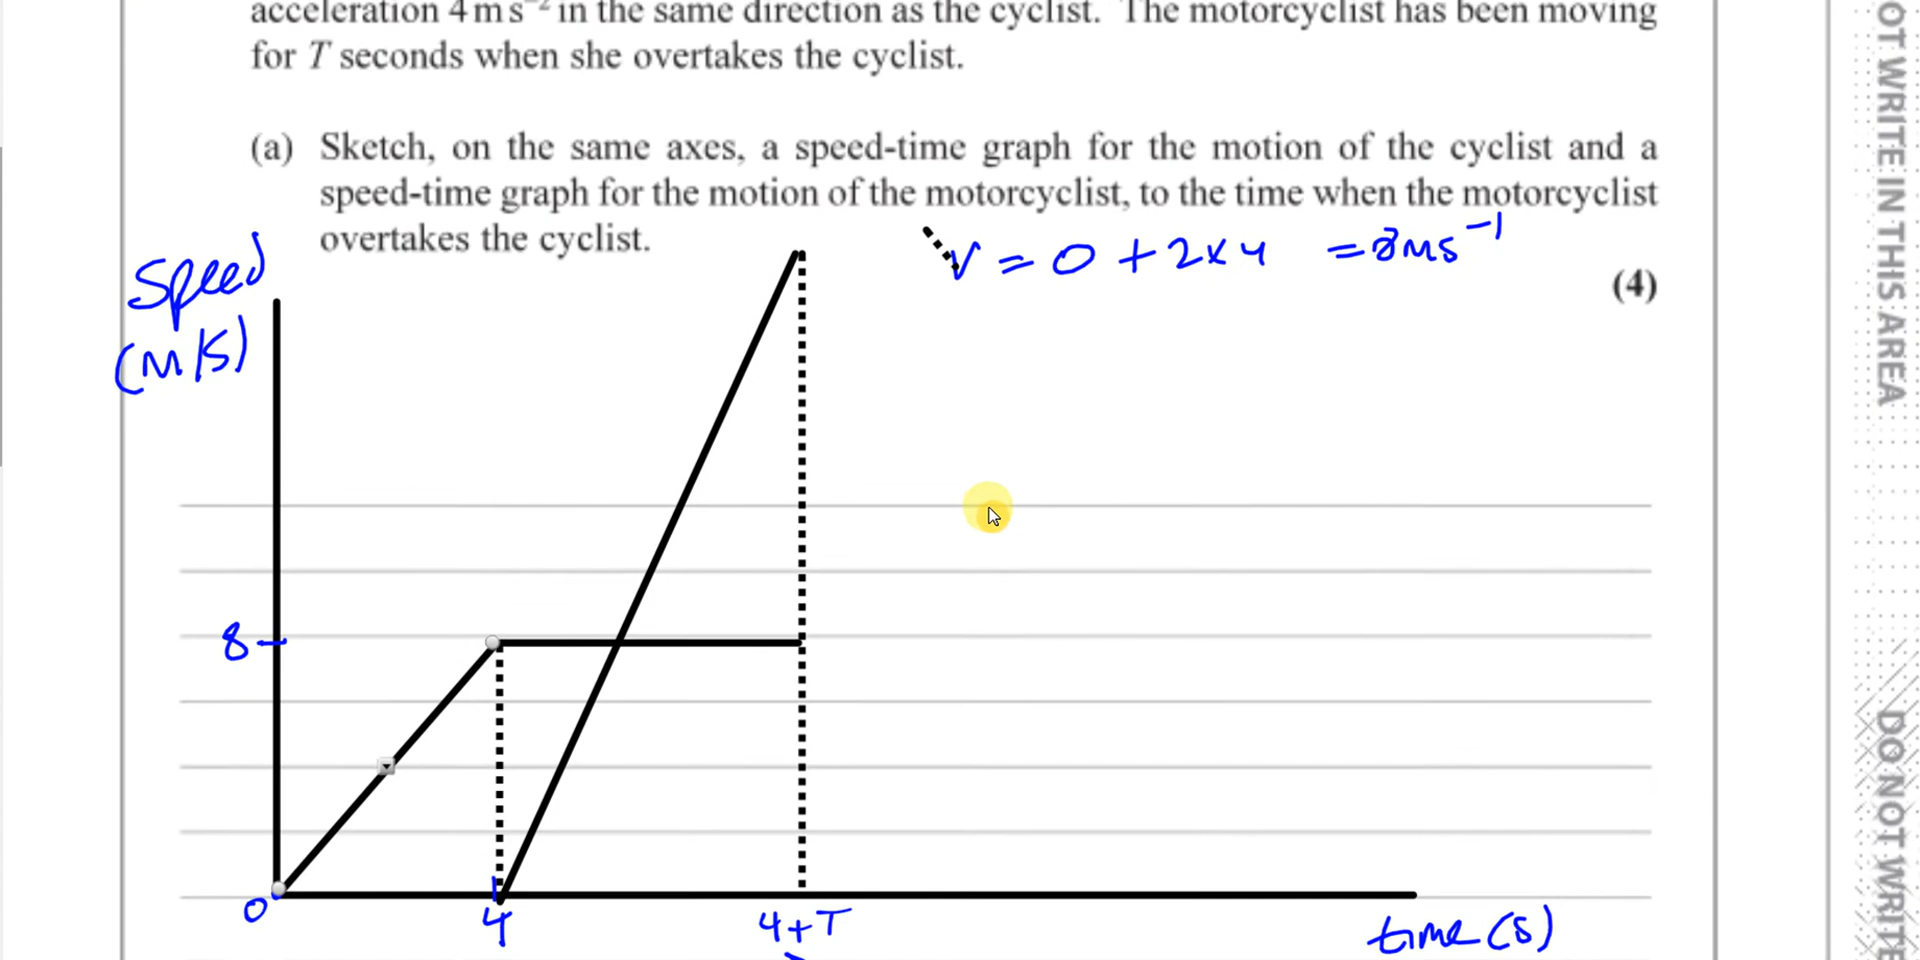 acceleration 4 m s⁻² in the same direction as the cyclist. The motorcyclist has been moving
for T seconds when she overtakes the cyclist.
(a) Sketch, on the same axes, a speed-time graph for the motion of the cyclist and a
speed-time graph for the motion of the motorcyclist, to the time when the motorcyclist
overtakes the cyclist.
V = 0 + 2 x 4 = 8 ms⁻¹
(4)
Speed
(m/s)
8
0
4
4+T
time (s)
OT WRITE IN THIS AREA
DO NOT WRITE